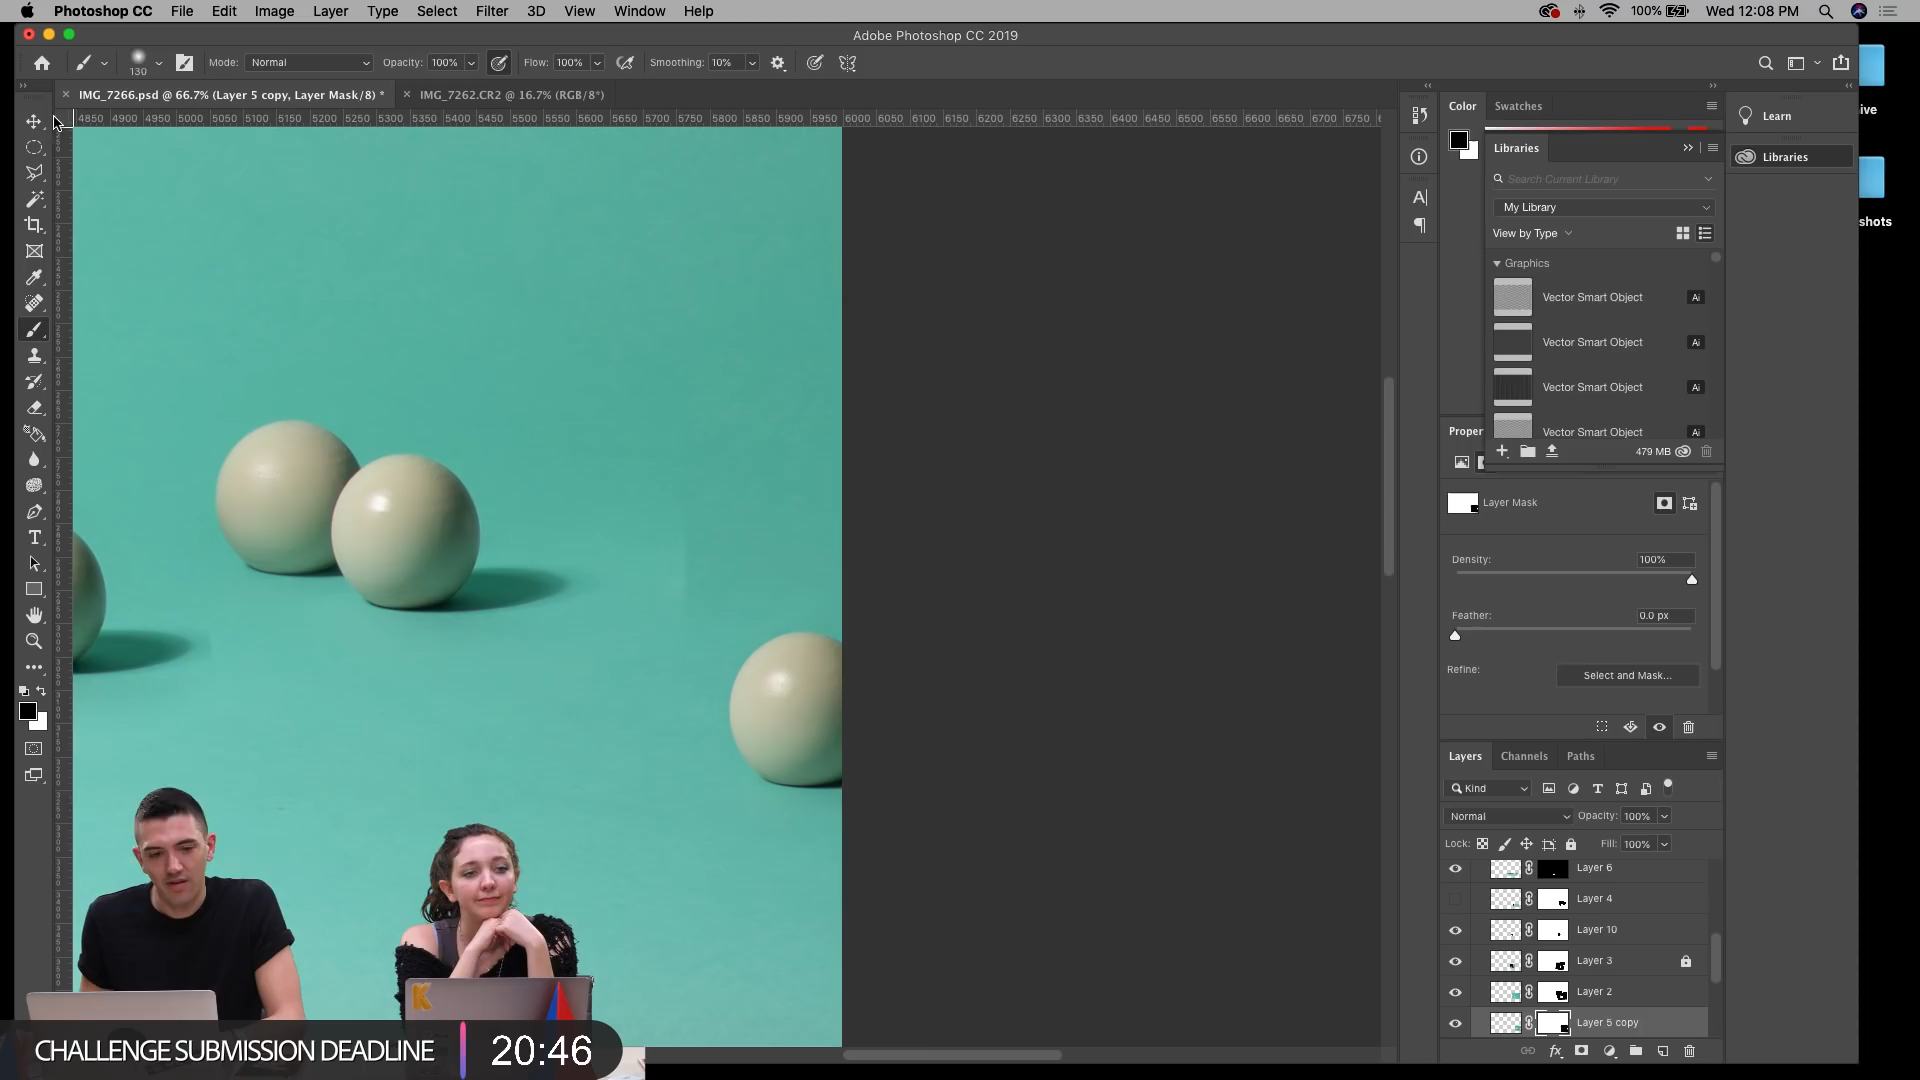 Photoshop CC File Edit Image Layer Type Select Filter 3D View Window Help
100% Wed 12:08 PM
Adobe Photoshop CC 2019
130 Mode: Normal Opacity: 100% Flow: 100% Smoothing: 10%
IMG_7266.psd @ 66.7% (Layer 5 copy, Layer Mask/8) * IMG_7262.CR2 @ 16.7% (RGB/8*)
4850 4900 4950 5000 5050 5100 5150 5200 5250 5300 5350 5400 5450 5500 5550 5600 5650 5700 5750 5800 5850 5900 5950 6000 6050 6100 6150 6200 6250 6300 6350 6400 6450 6500 6550 6600 6650 6700 6750
Color Swatches
Learn
ive
Libraries
Libraries
Search Current Library
My Library
shots
View by Type
Graphics
Vector Smart Object Ai
Vector Smart Object Ai
Vector Smart Object Ai
Vector Smart Object Ai
Proper
479 MB
Layer Mask
Density: 100%
Feather: 0.0 px
Refine: Select and Mask...
Layers Channels Paths
Kind
Normal Opacity: 100%
Lock: Fill: 100%
Layer 6
Layer 4
Layer 10
Layer 3
Layer 2
Layer 5 copy
fx
K
CHALLENGE SUBMISSION DEADLINE 20:46